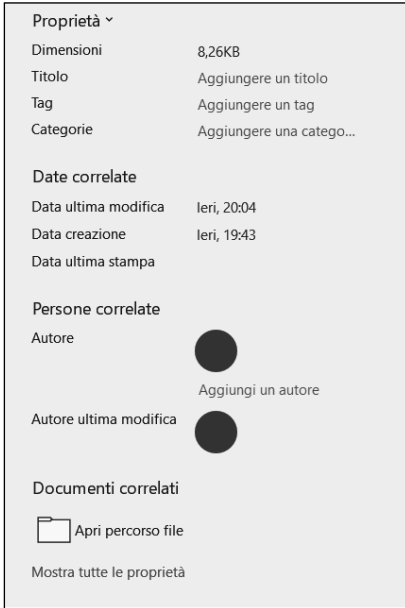 Proprietà
Dimensioni 8,26KB
Titolo Aggiungere un titolo
Tag Aggiungere un tag
Categorie Aggiungere una catego...
Date correlate
Data ultima modifica Ieri, 20:04
Data creazione Ieri, 19:43
Data ultima stampa
Persone correlate
Autore
Aggiungi un autore
Autore ultima modifica
Documenti correlati
Apri percorso file
Mostra tutte le proprietà